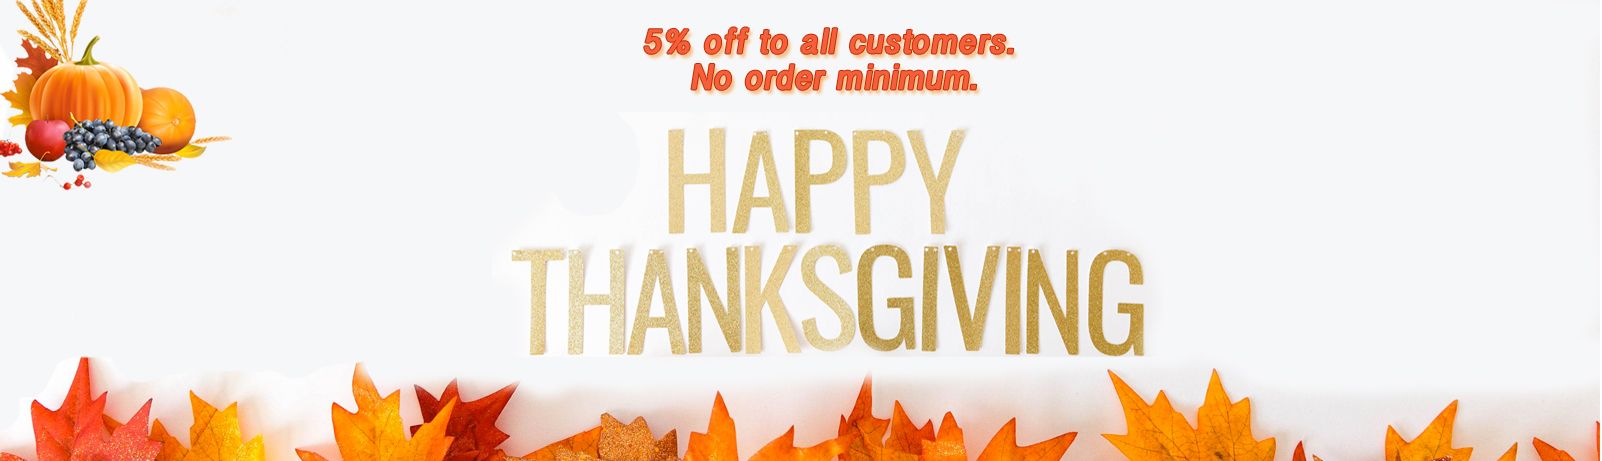 5% off to all customers.
No order minimum.
HAPPY
THANKSGIVING